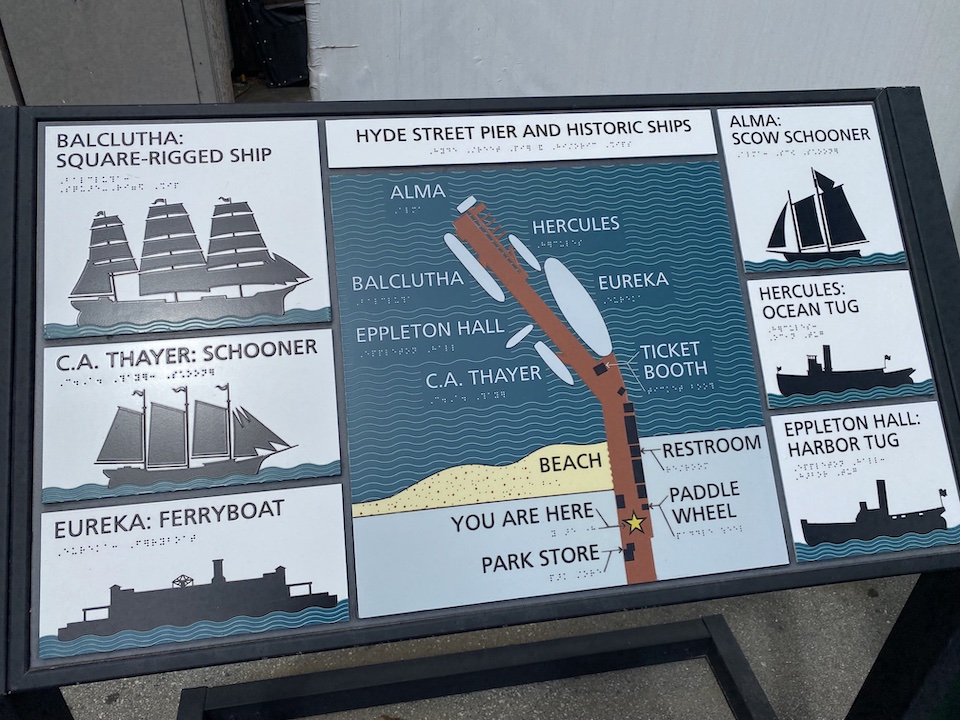 BALCLUTHA:
SQUARE-RIGGED SHIP
C.A. THAYER: SCHOONER
EUREKA: FERRYBOAT
HYDE STREET PIER AND HISTORIC SHIPS
ALMA
HERCULES
BALCLUTHA
EUREKA
EPPLETON HALL
C.A. THAYER
TICKET
BOOTH
BEACH
RESTROOM
YOU ARE HERE
PADDLE
WHEEL
PARK STORE
ALMA:
SCOW SCHOONER
HERCULES:
OCEAN TUG
EPPLETON HALL:
HARBOR TUG